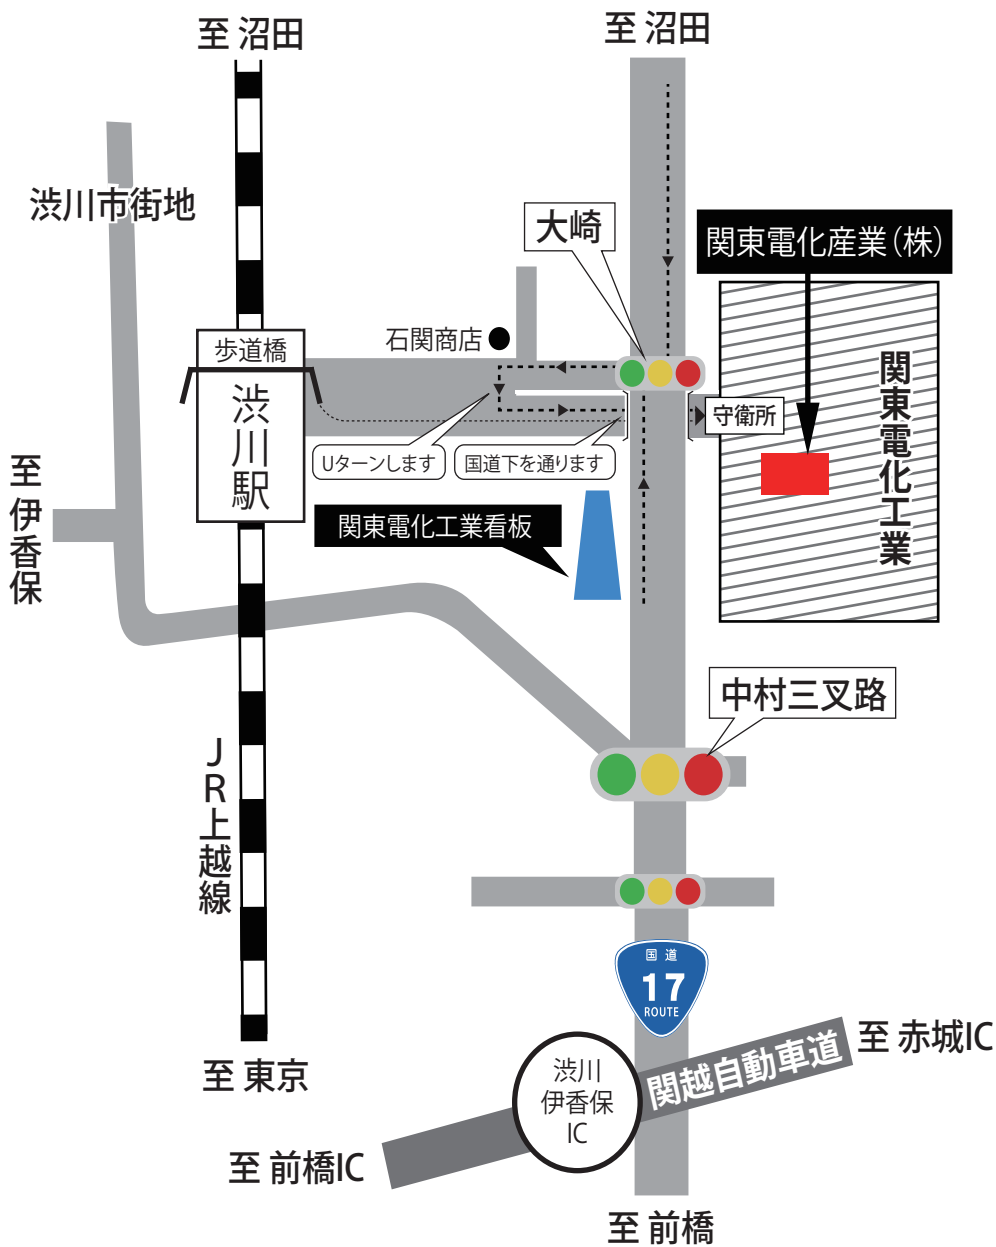 至 沼田
至 沼田
渋川市街地
大崎
関東電化産業(株)
石関商店
歩道橋
渋川駅
守衛所
関東電化工業
Uターンします
国道下を通ります
至 伊香保
関東電化工業看板
中村三叉路
JR上越線
国道
17
ROUTE
至 赤城IC
関越自動車道
至 東京
渋川
伊香保
IC
至 前橋IC
至 前橋